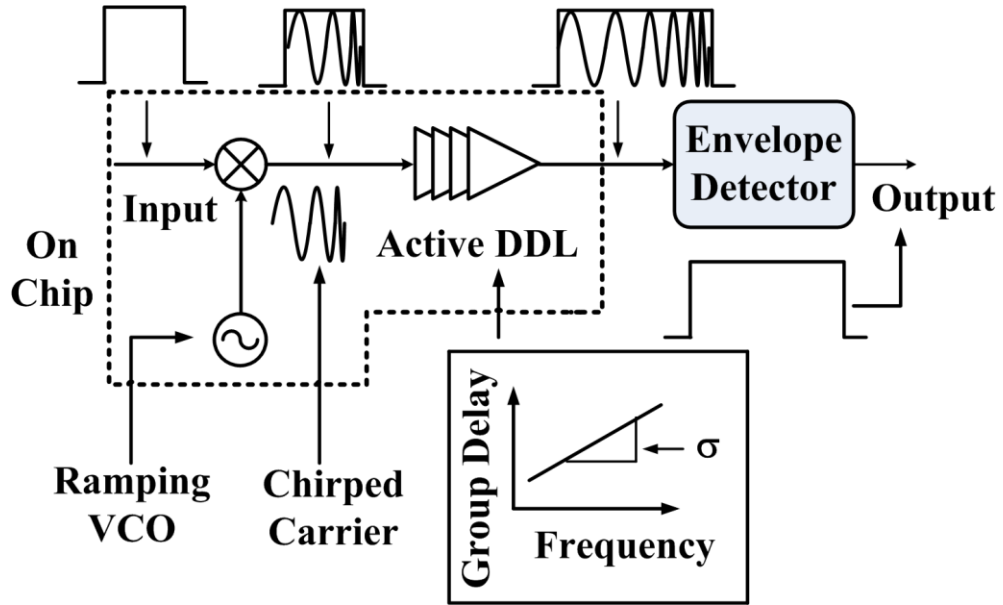 Envelope
Detector
Input
Output
On
Chip
Active DDL
Ramping
VCO
Chirped
Carrier
Group Delay
σ
Frequency